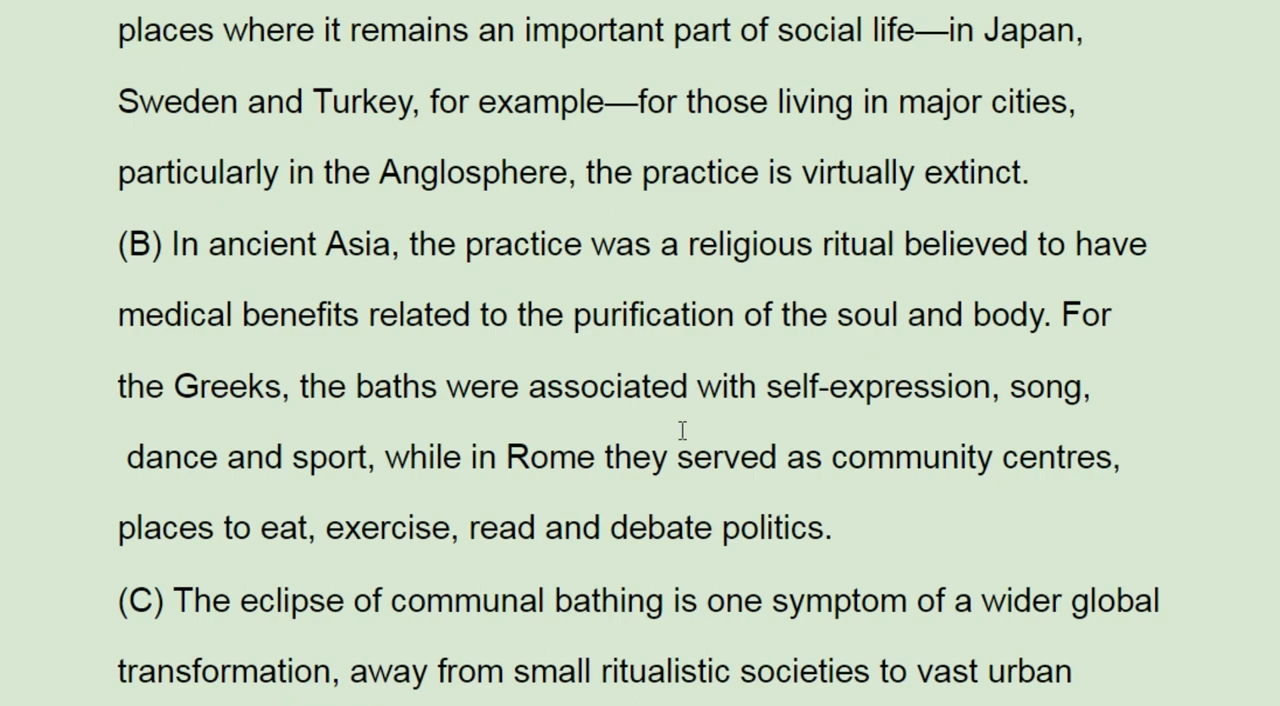 places where it remains an important part of social life—in Japan,
Sweden and Turkey, for example—for those living in major cities,
particularly in the Anglosphere, the practice is virtually extinct.
(B) In ancient Asia, the practice was a religious ritual believed to have
medical benefits related to the purification of the soul and body. For
the Greeks, the baths were associated with self-expression, song,
dance and sport, while in Rome they served as community centres,
places to eat, exercise, read and debate politics.
(C) The eclipse of communal bathing is one symptom of a wider global
transformation, away from small ritualistic societies to vast urban